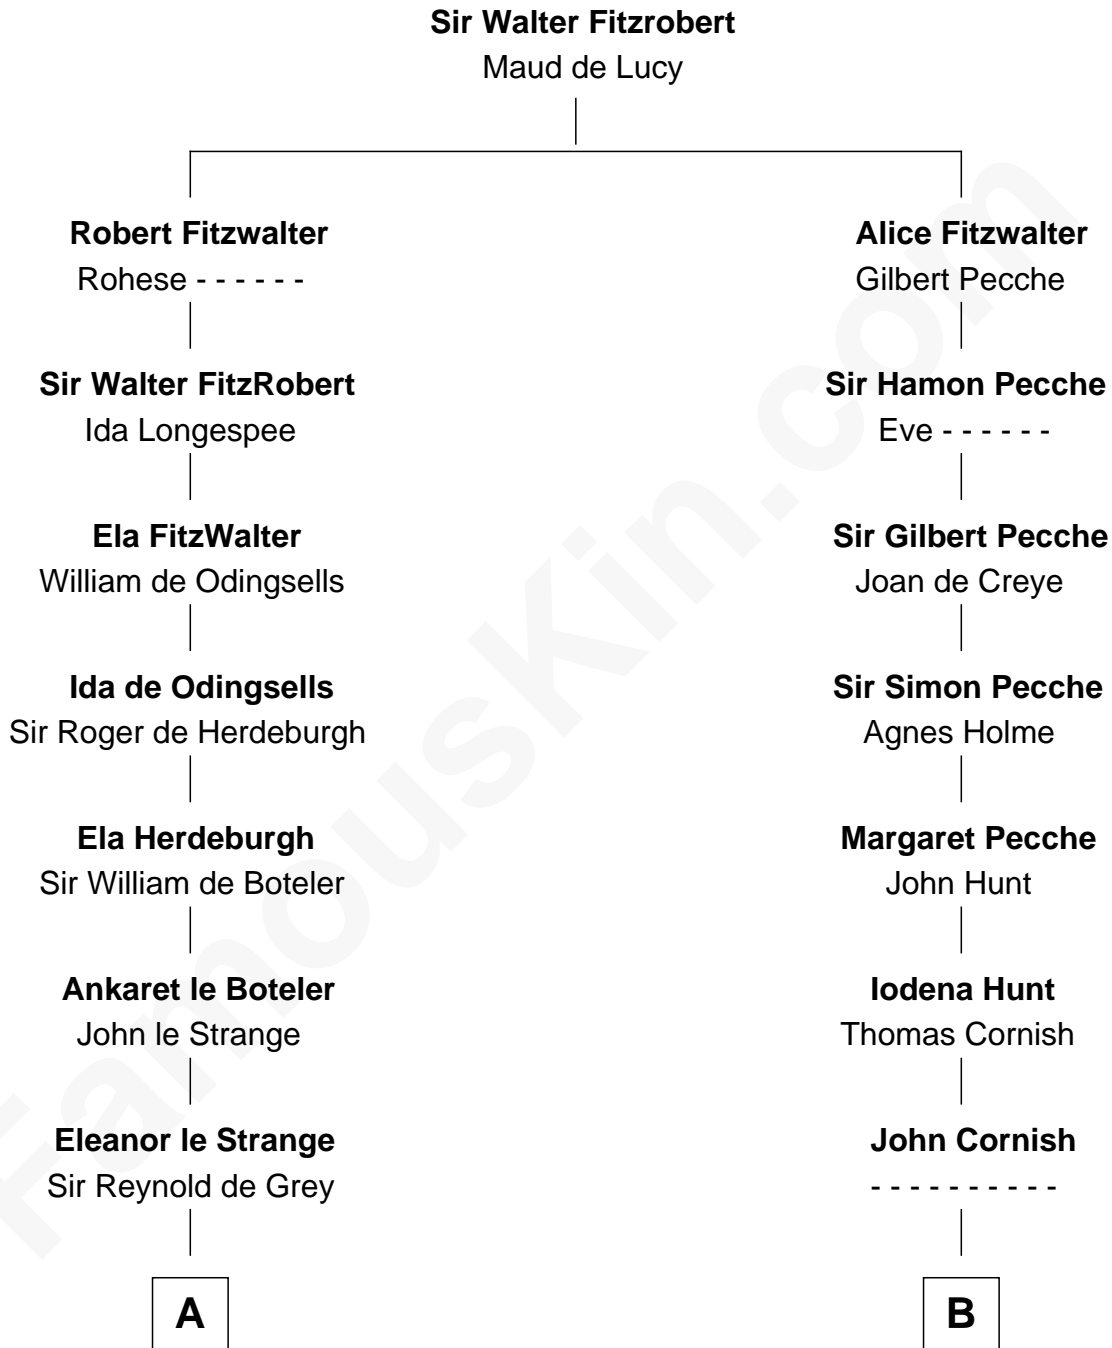 Sir Walter Fitzrobert
Maud de Lucy
Robert Fitzwalter
Rohese - - - - - -
Alice Fitzwalter
Gilbert Pecche
Sir Walter FitzRobert
Ida Longespee
Sir Hamon Pecche
Eve - - - - - -
Ela FitzWalter
William de Odingsells
Sir Gilbert Pecche
Joan de Creye
Ida de Odingsells
Sir Roger de Herdeburgh
Sir Simon Pecche
Agnes Holme
Ela Herdeburgh
Sir William de Boteler
Margaret Pecche
John Hunt
Ankaret le Boteler
John le Strange
Iodena Hunt
Thomas Cornish
Eleanor le Strange
Sir Reynold de Grey
John Cornish
- - - - - - - - - -
A
B
FamousKin.com